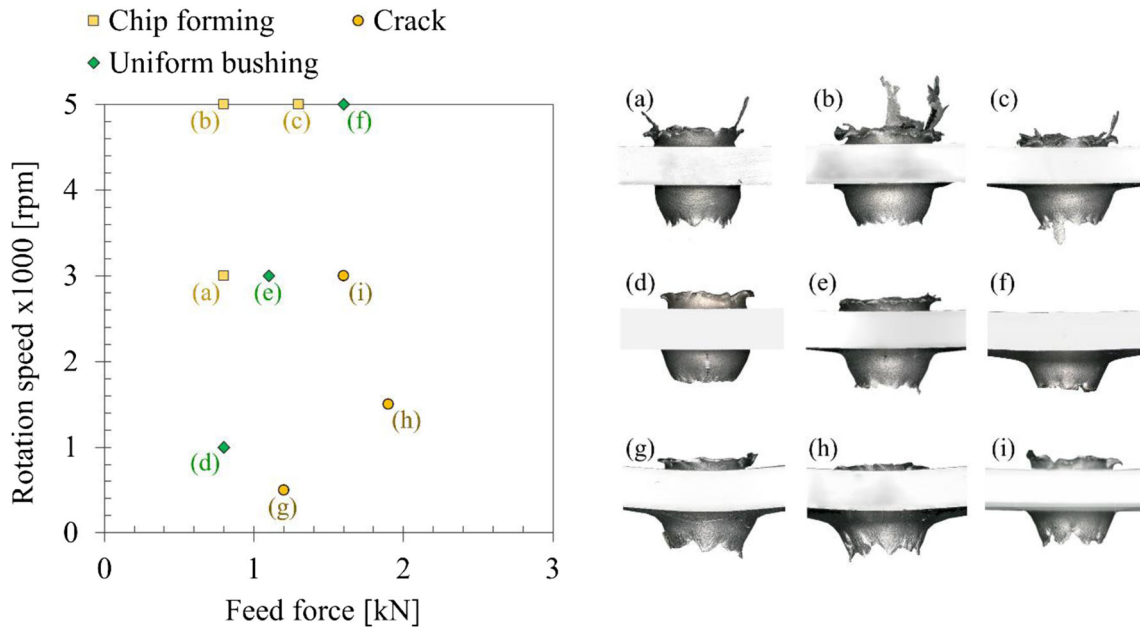 Chip forming
Crack
Uniform bushing
5
4
3
2
1
0
0
1
2
3
Rotation speed x1000 [rpm]
Feed force [kN]
(b)
(c)
(f)
(a)
(e)
(i)
(h)
(d)
(g)
(a)
(b)
(c)
(d)
(e)
(f)
(g)
(h)
(i)